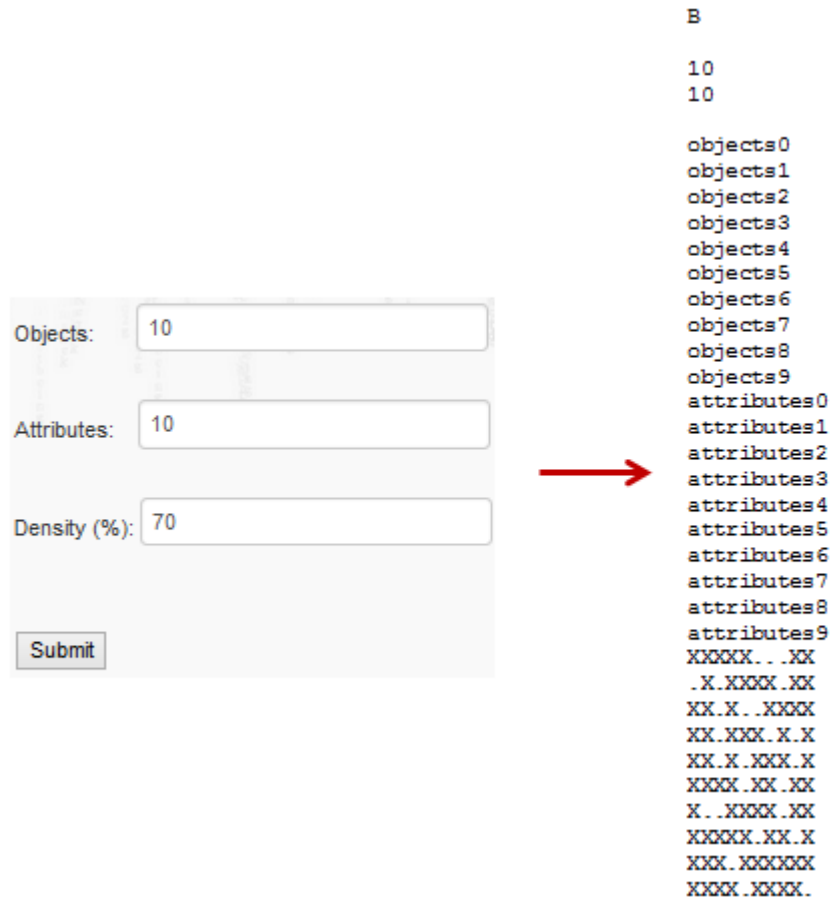 Objects: 10
Attributes: 10
Density (%): 70
Submit
B
10
10
objects0
objects1
objects2
objects3
objects4
objects5
objects6
objects7
objects8
objects9
attributes0
attributes1
attributes2
attributes3
attributes4
attributes5
attributes6
attributes7
attributes8
attributes9
XXXXX...XX
.X.XXXX.XX
XX.X..XXXX
XX.XXX.X.X
XX.X.XXX.X
XXXX.XX.XX
X..XXXX.XX
XXXXX.XX.X
XXX.XXXXXX
XXXX.XXXX.